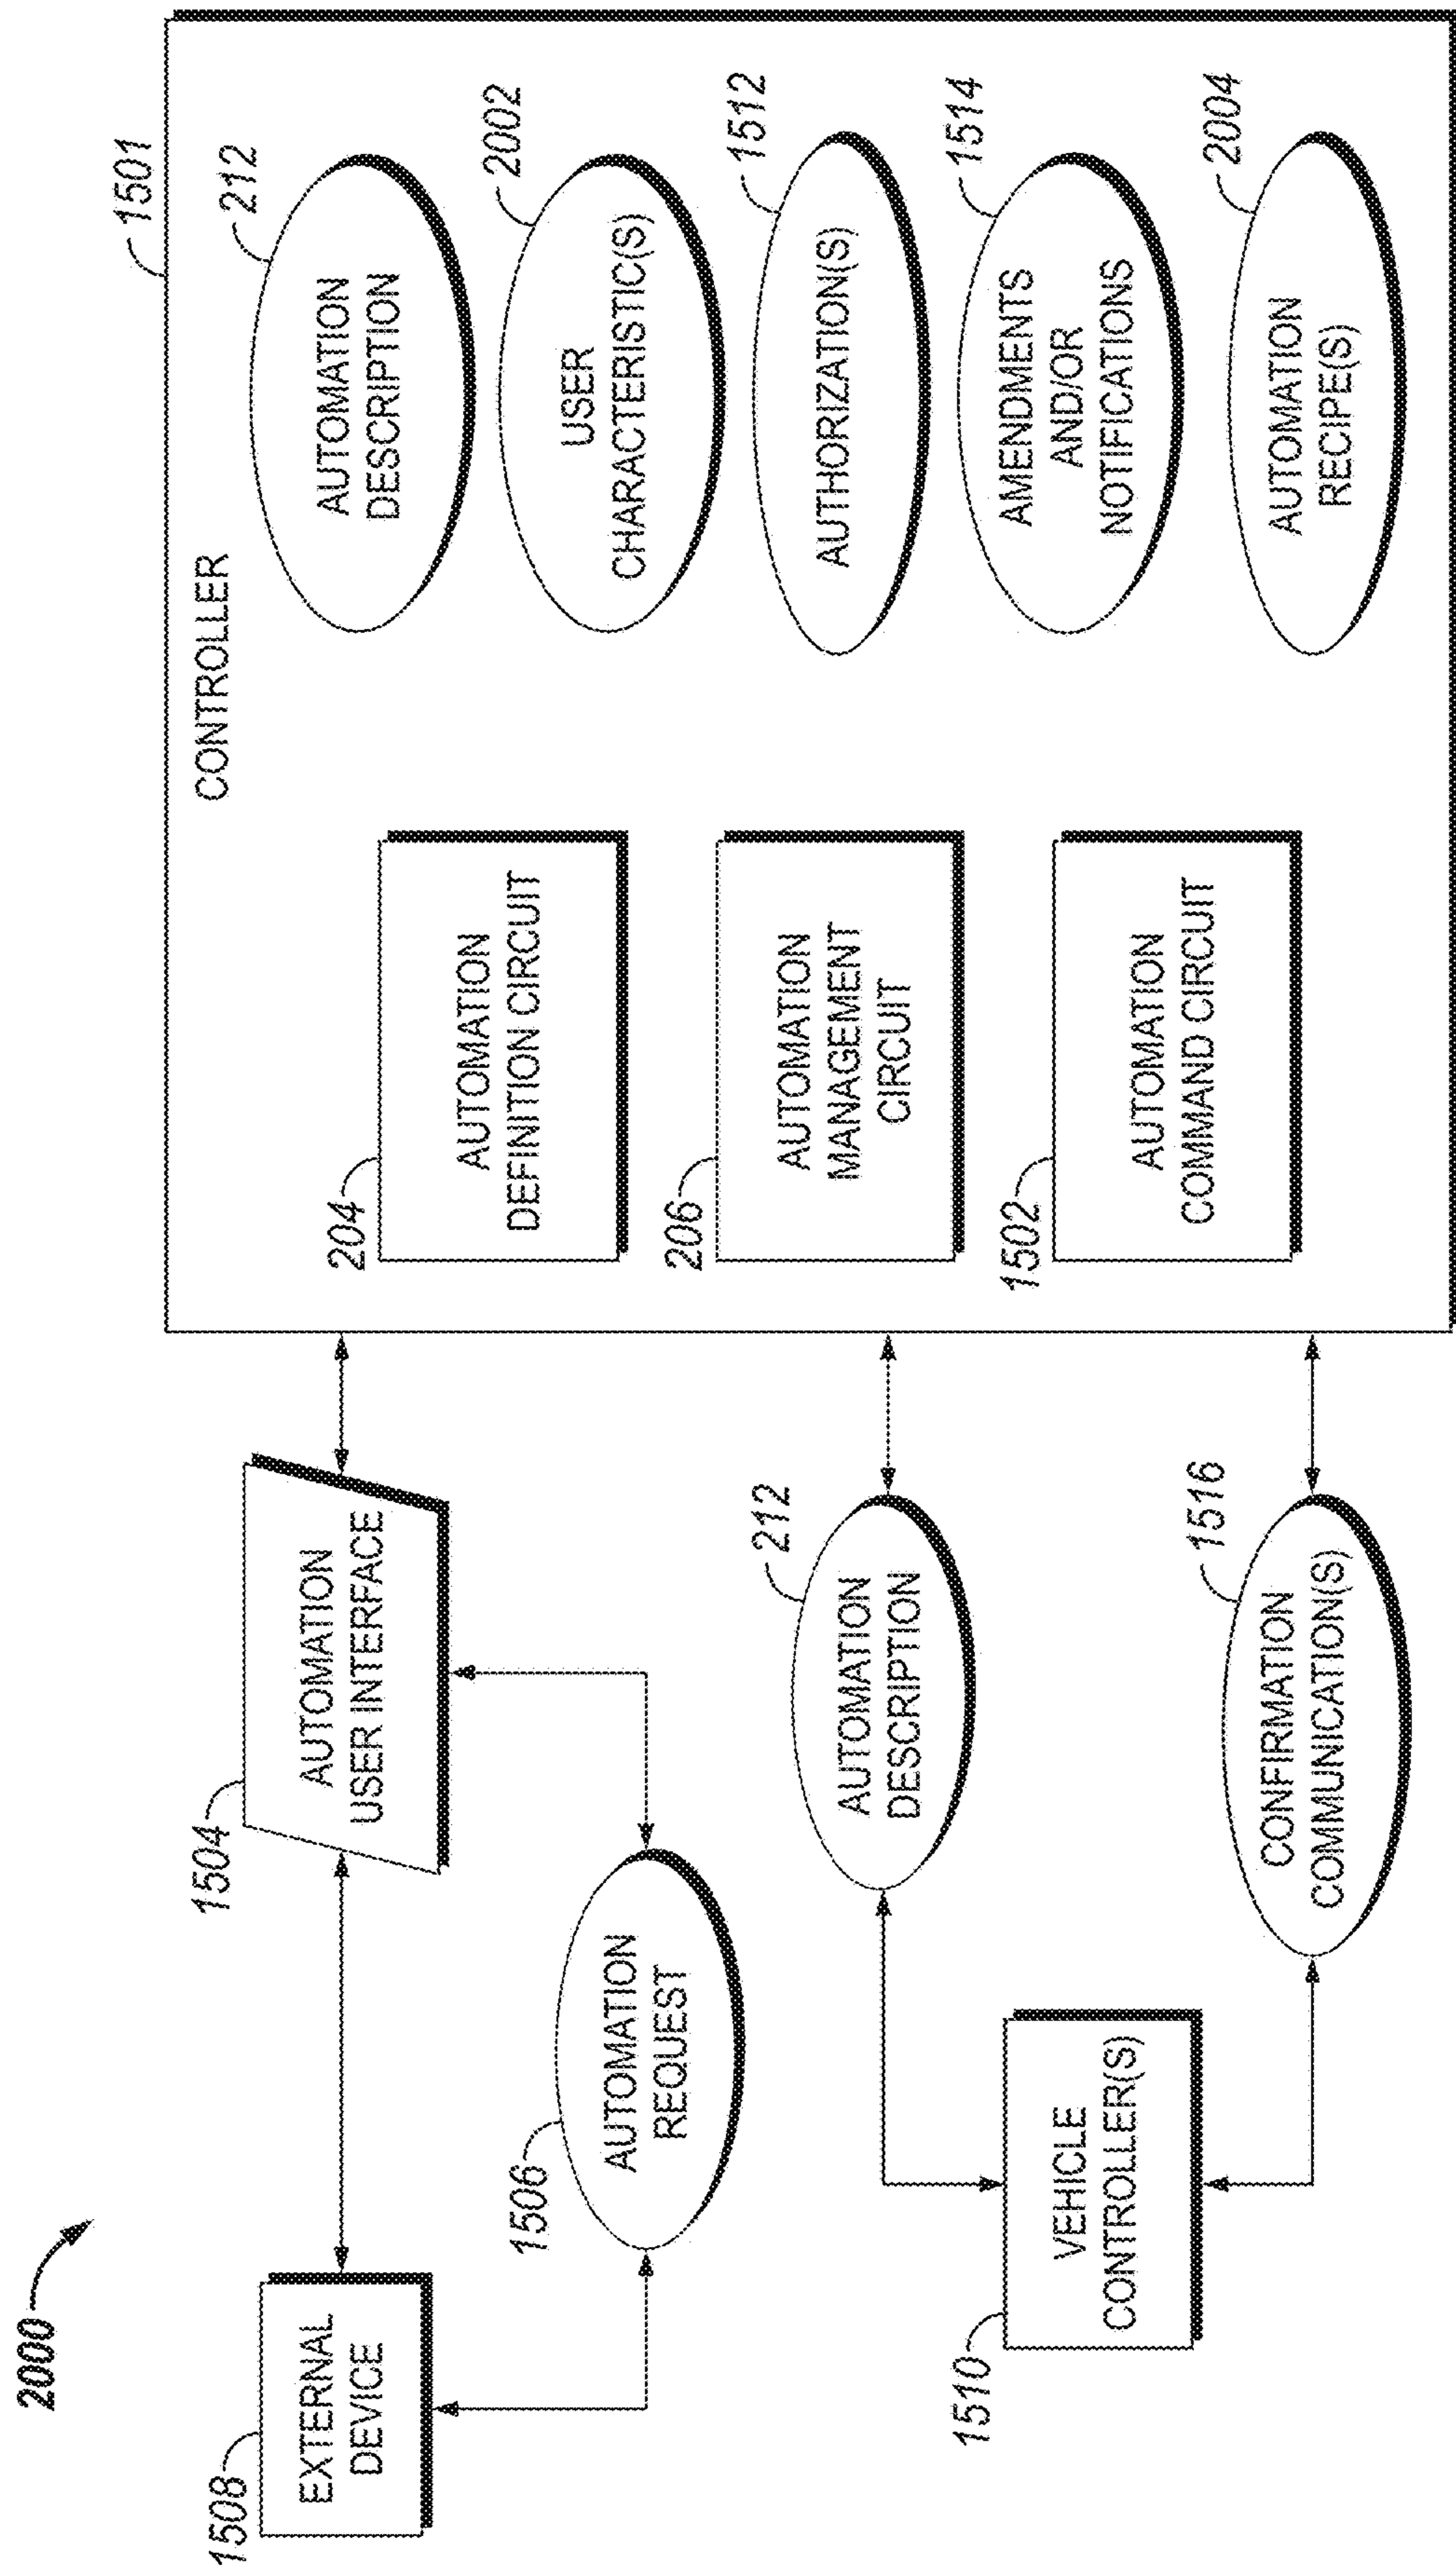 2000
1508
EXTERNAL
DEVICE
1504
AUTOMATION
USER INTERFACE
1506
AUTOMATION
REQUEST
1510
VEHICLE
CONTROLLER(S)
212
AUTOMATION
DESCRIPTION
1516
CONFIRMATION
COMMUNICATION(S)
1501
CONTROLLER
204
AUTOMATION
DEFINITION CIRCUIT
206
AUTOMATION
MANAGEMENT
CIRCUIT
1502
AUTOMATION
COMMAND CIRCUIT
212
AUTOMATION
DESCRIPTION
2002
USER
CHARACTERISTIC(S)
1512
AUTHORIZATION(S)
1514
AMENDMENTS
AND/OR
NOTIFICATIONS
2004
AUTOMATION
RECIPE(S)